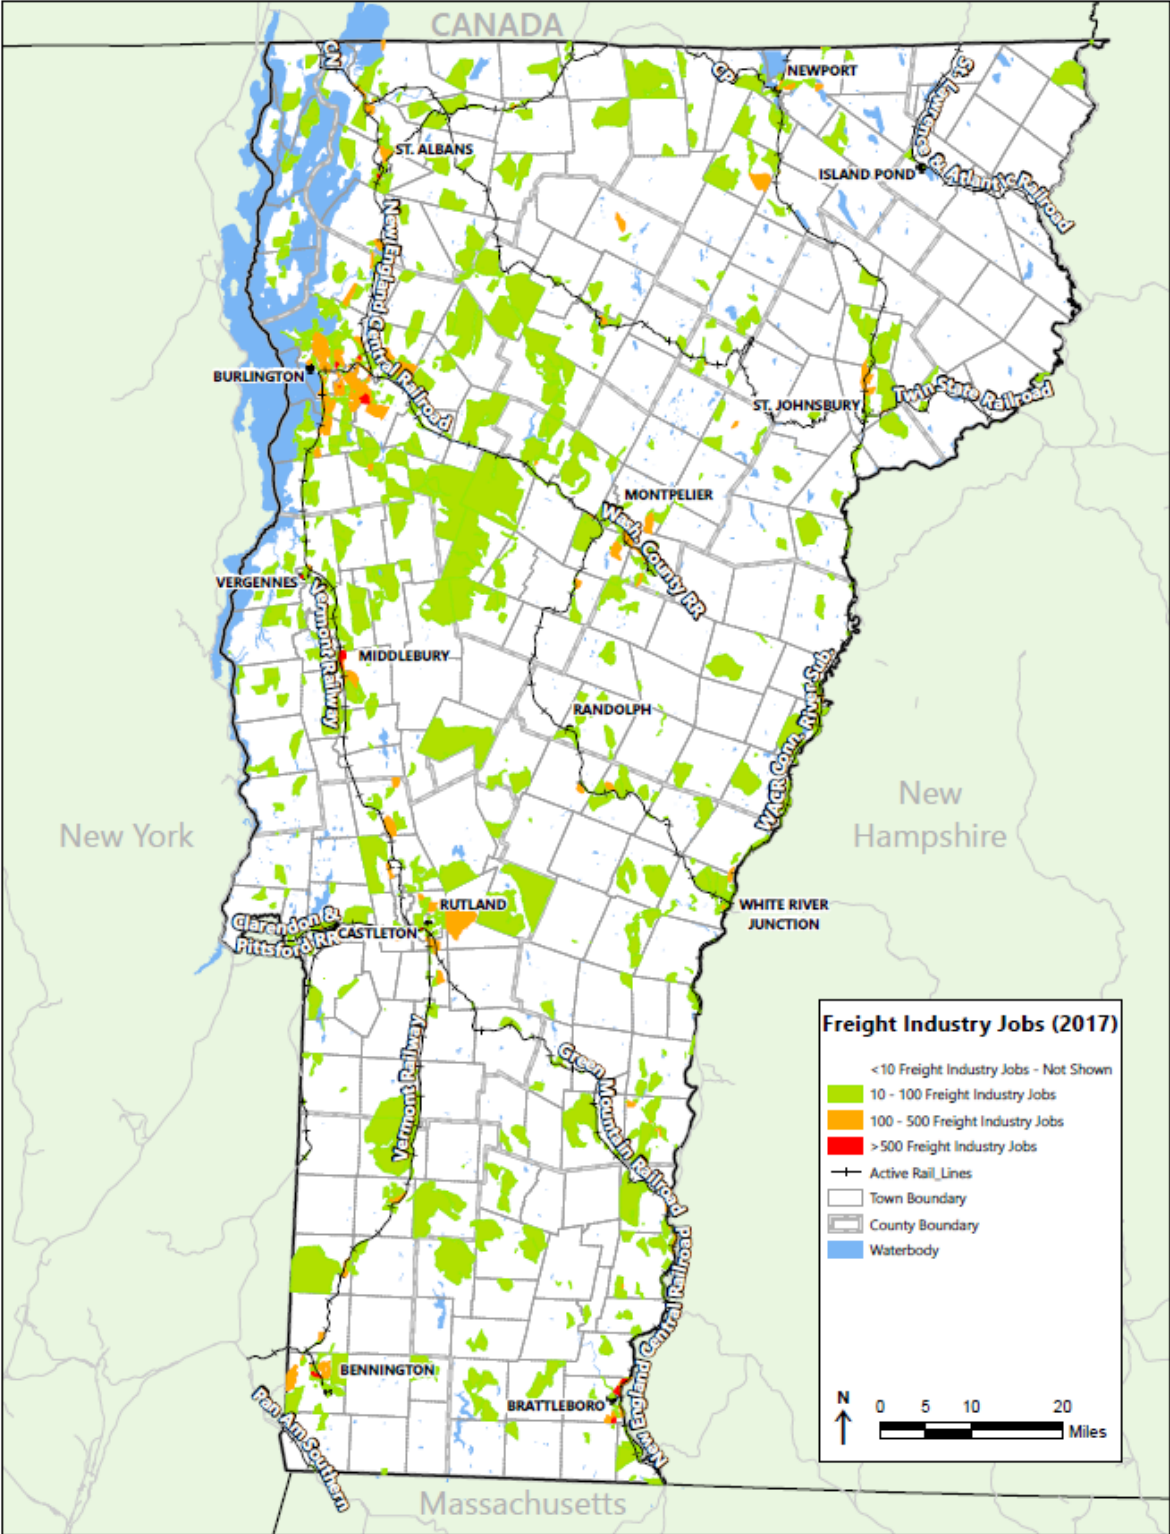 CANADA
CN
CP
NEWPORT
St. Lawrence & Atlantic Railroad
ST. ALBANS
ISLAND POND
New England Central Railroad
BURLINGTON
ST. JOHNSBURY
Twin State Railroad
MONTPELIER
Wash. County RR
VERGENNES
Vermont Railway
MIDDLEBURY
WACR Conn. River Sub.
RANDOLPH
New York
New
Hampshire
RUTLAND
WHITE RIVER
JUNCTION
Clarendon &
Pittsford RR
CASTLETON
Vermont Railway
Green Mountain Railroad
New England Central Railroad
BENNINGTON
BRATTLEBORO
Pan Am Southern
Massachusetts
Freight Industry Jobs (2017)
<10 Freight Industry Jobs - Not Shown
10 - 100 Freight Industry Jobs
100 - 500 Freight Industry Jobs
>500 Freight Industry Jobs
Active Rail_Lines
Town Boundary
County Boundary
Waterbody
N
0 5 10 20
Miles